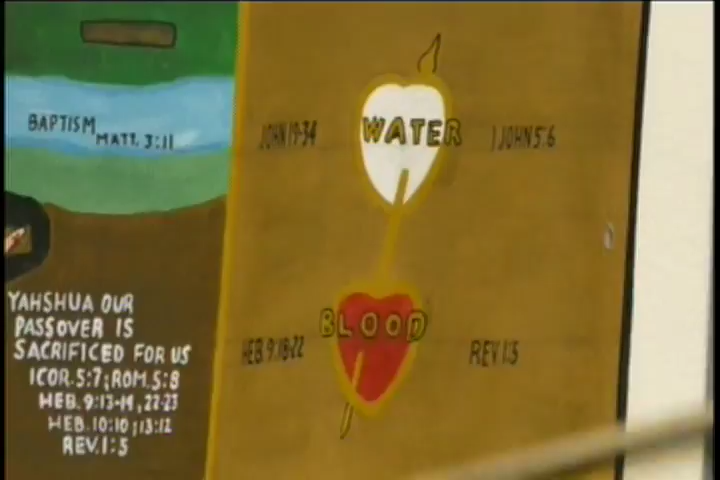 BAPTISM
MATT. 3:11
YAHSHUA OUR
PASSOVER IS
SACRIFICED FOR US
ICOR. 5:7; ROM. 5:8
HEB. 9:13-14, 22-23
HEB. 10:10; 13:12
REV. 1:5
JOHN 19:34
WATER
1 JOHN 5:6
BLOOD
HEB. 9:18-22
REV 1:5